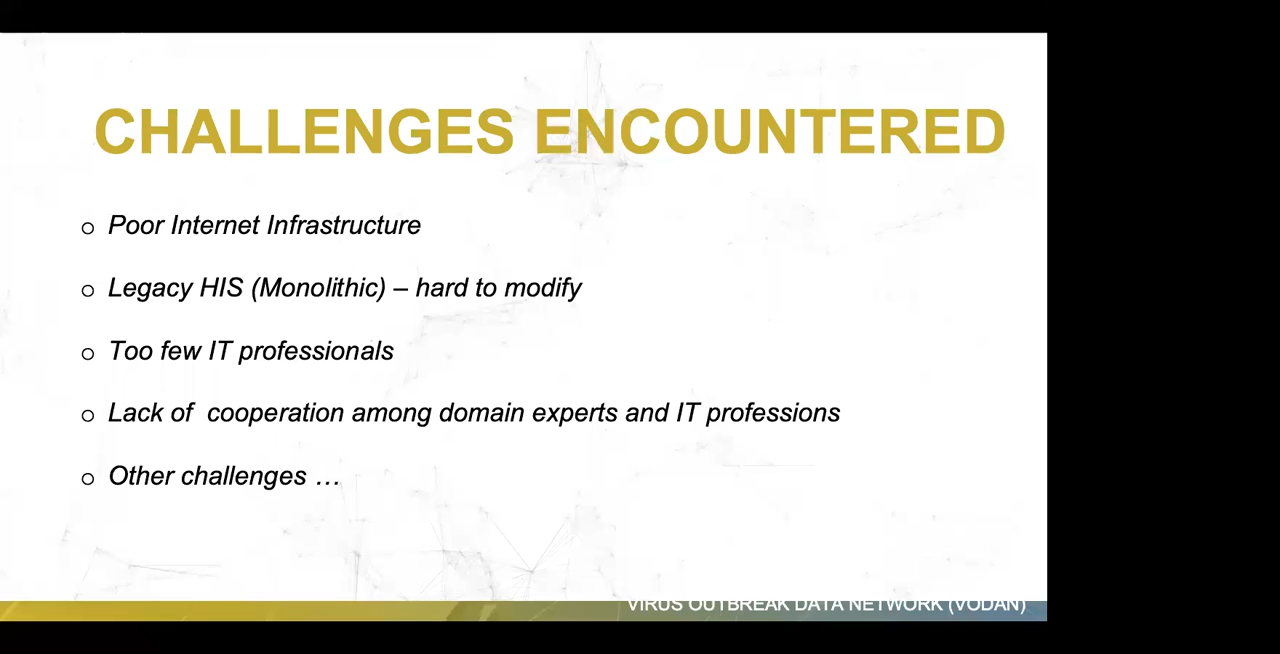 CHALLENGES ENCOUNTERED
o Poor Internet Infrastructure
o Legacy HIS (Monolithic) – hard to modify
o Too few IT professionals
o Lack of  cooperation among domain experts and IT professions
o Other challenges …
VIRUS OUTBREAK DATA NETWORK (VODAN)